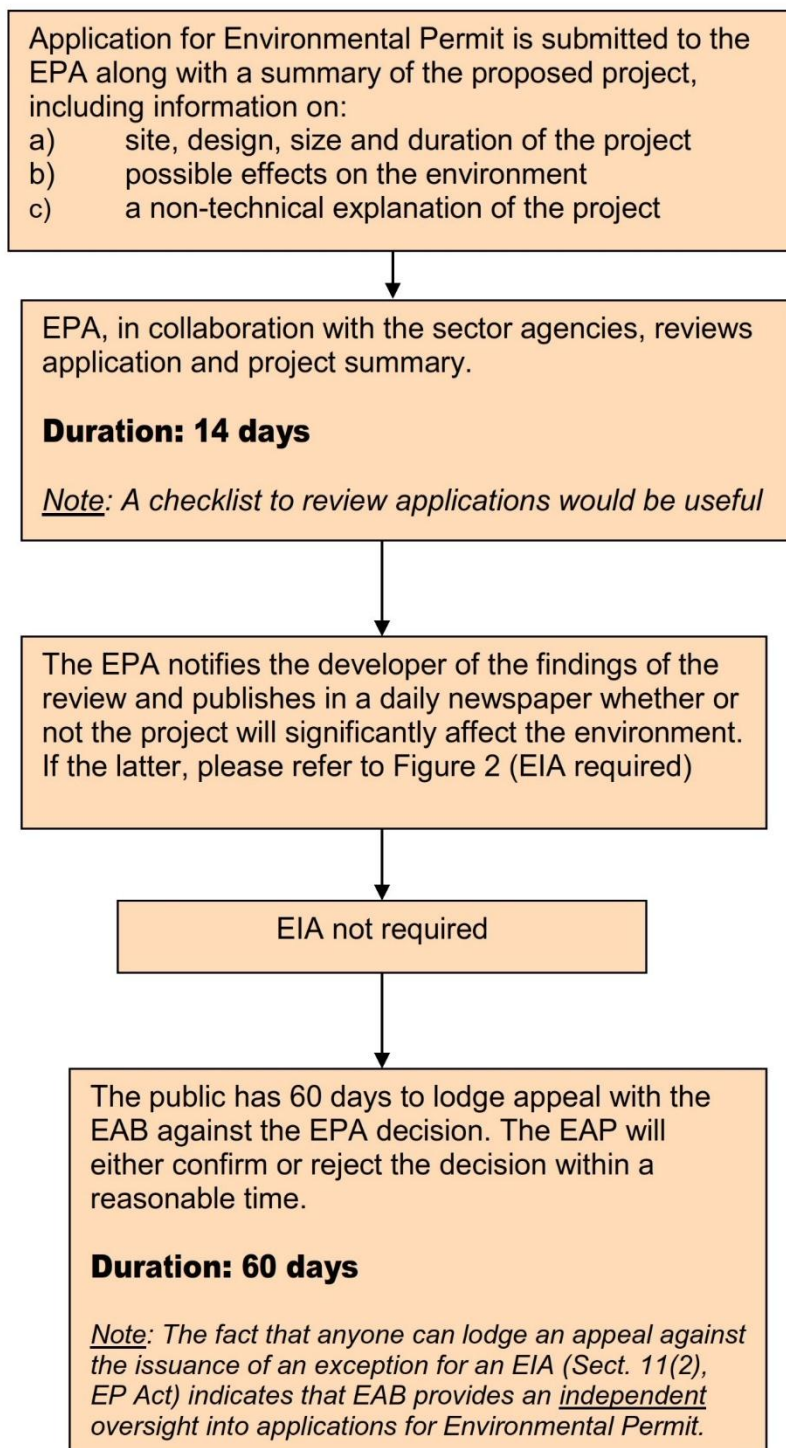 Application for Environmental Permit is submitted to the
EPA along with a summary of the proposed project,
including information on:
a) site, design, size and duration of the project
b) possible effects on the environment
c) a non-technical explanation of the project
EPA, in collaboration with the sector agencies, reviews
application and project summary.
Duration: 14 days
Note: A checklist to review applications would be useful
The EPA notifies the developer of the findings of the
review and publishes in a daily newspaper whether or
not the project will significantly affect the environment.
If the latter, please refer to Figure 2 (EIA required)
EIA not required
The public has 60 days to lodge appeal with the
EAB against the EPA decision. The EAP will
either confirm or reject the decision within a
reasonable time.
Duration: 60 days
Note: The fact that anyone can lodge an appeal against
the issuance of an exception for an EIA (Sect. 11(2),
EP Act) indicates that EAB provides an independent
oversight into applications for Environmental Permit.